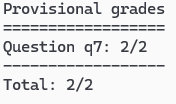 Provisional grades
==================
Question q7: 2/2
------------------
Total: 2/2